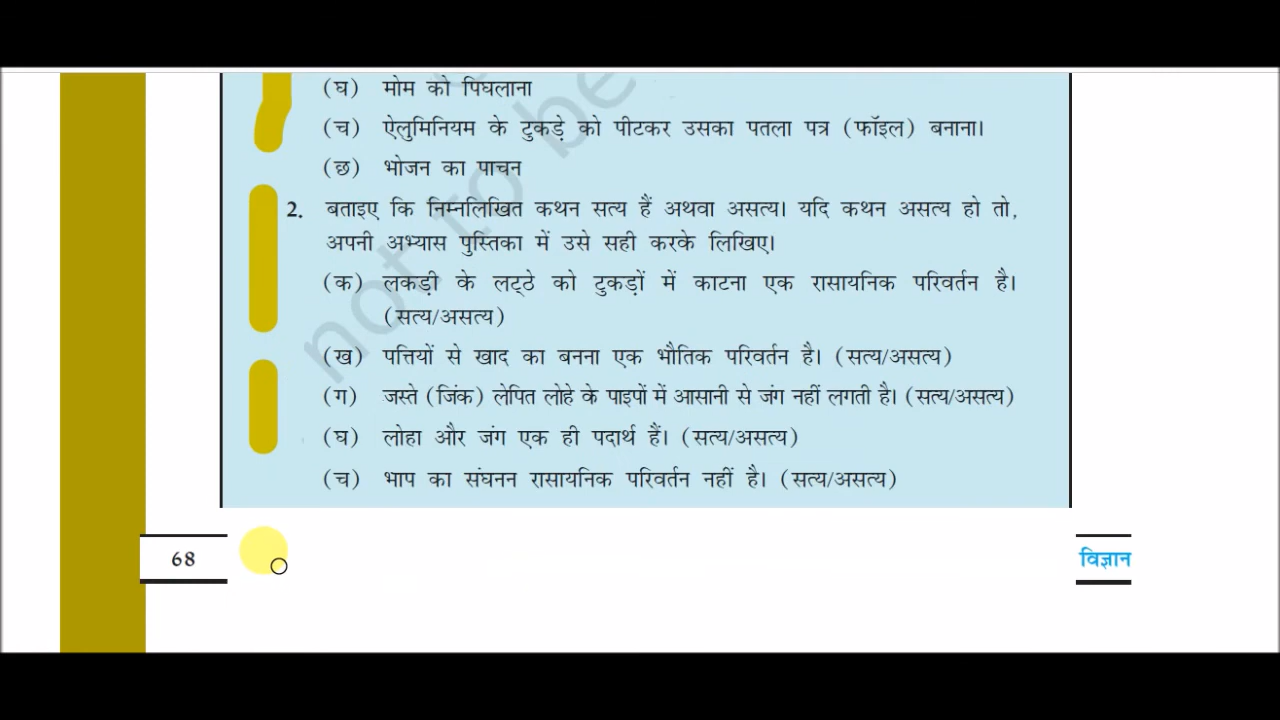 (घ) मोम को पिघलाना
(च) ऐलुमिनियम के टुकड़े को पीटकर उसका पतला पत्र (फॉइल) बनाना।
(छ) भोजन का पाचन
2. बताइए कि निम्नलिखित कथन सत्य हैं अथवा असत्य। यदि कथन असत्य हो तो,
अपनी अभ्यास पुस्तिका में उसे सही करके लिखिए।
(क) लकड़ी के लट्ठे को टुकड़ों में काटना एक रासायनिक परिवर्तन है।
(सत्य/असत्य)
(ख) पत्तियों से खाद का बनना एक भौतिक परिवर्तन है। (सत्य/असत्य)
(ग) जस्ते (जिंक) लेपित लोहे के पाइपों में आसानी से जंग नहीं लगती है। (सत्य/असत्य)
(घ) लोहा और जंग एक ही पदार्थ हैं। (सत्य/असत्य)
(च) भाप का संघनन रासायनिक परिवर्तन नहीं है। (सत्य/असत्य)
not to be
68
विज्ञान